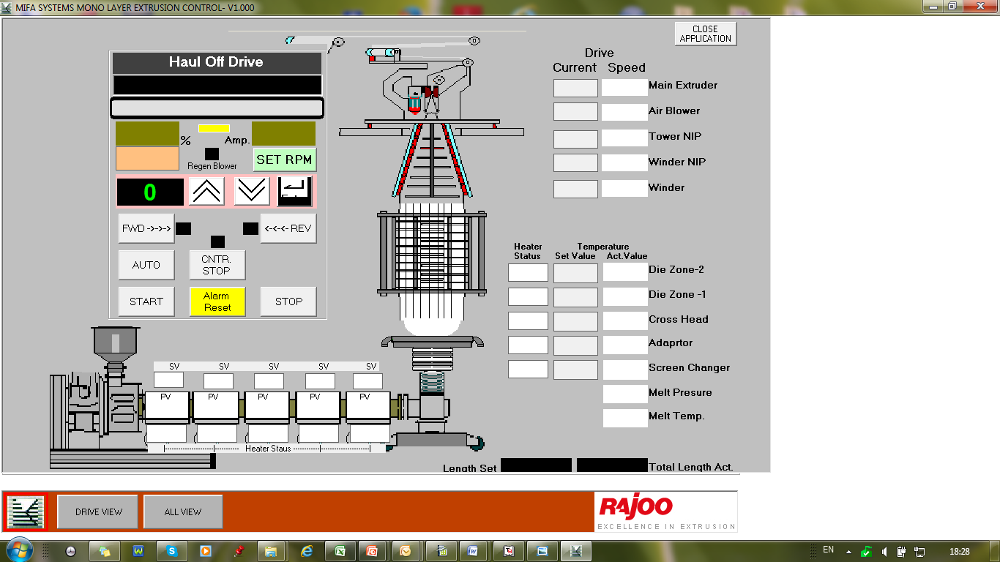 MIFA SYSTEMS MONO LAYER EXTRUSION CONTROL- V1.000
CLOSE
APPLICATION
Haul Off Drive
%
Amp.
Regen Blower
SET RPM
0
FWD ->->->
<-<-<- REV
AUTO
CNTR.
STOP
START
Alarm
Reset
STOP
Drive
Current Speed
Main Extruder
Air Blower
Tower NIP
Winder NIP
Winder
Heater
Status
Temperature
Set Value Act.Value
Die Zone-2
Die Zone -1
Cross Head
Adaprtor
Screen Changer
Melt Presure
Melt Temp.
SV SV SV SV SV
PV PV PV PV PV
Heater Staus
Length Set
Total Length Act.
DRIVE VIEW
ALL VIEW
RAJOO
EXCELLENCE IN EXTRUSION
EN
18:28